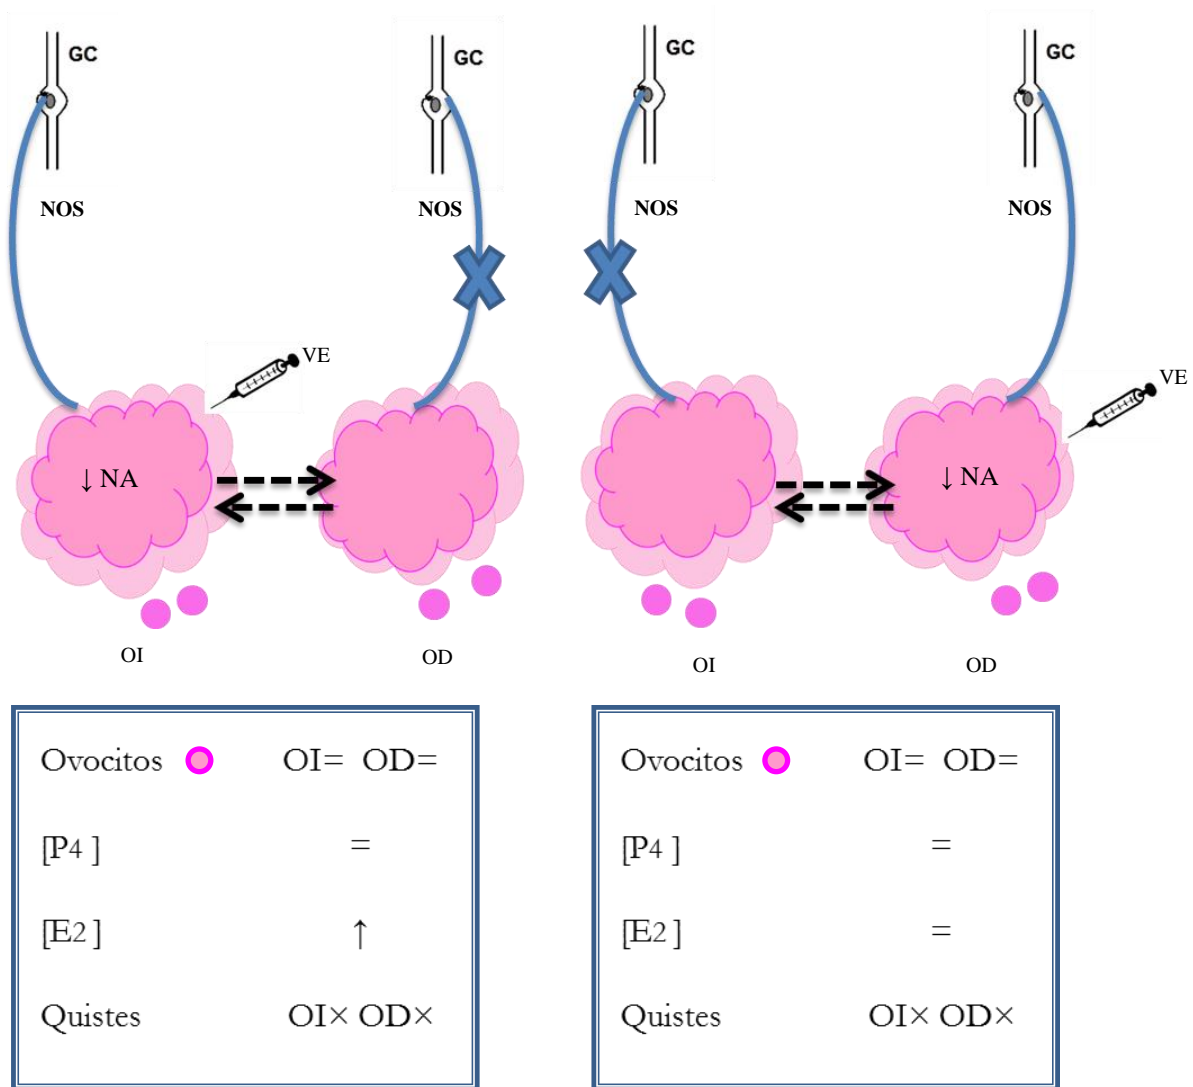 GC GC GC GC
NOS NOS NOS NOS
VE VE
↓ NA ↓ NA
OI OD OI OD
Ovocitos OI= OD=
[P4 ] =
[E2 ] ↑
Quistes OI× OD×
Ovocitos OI= OD=
[P4 ] =
[E2 ] =
Quistes OI× OD×